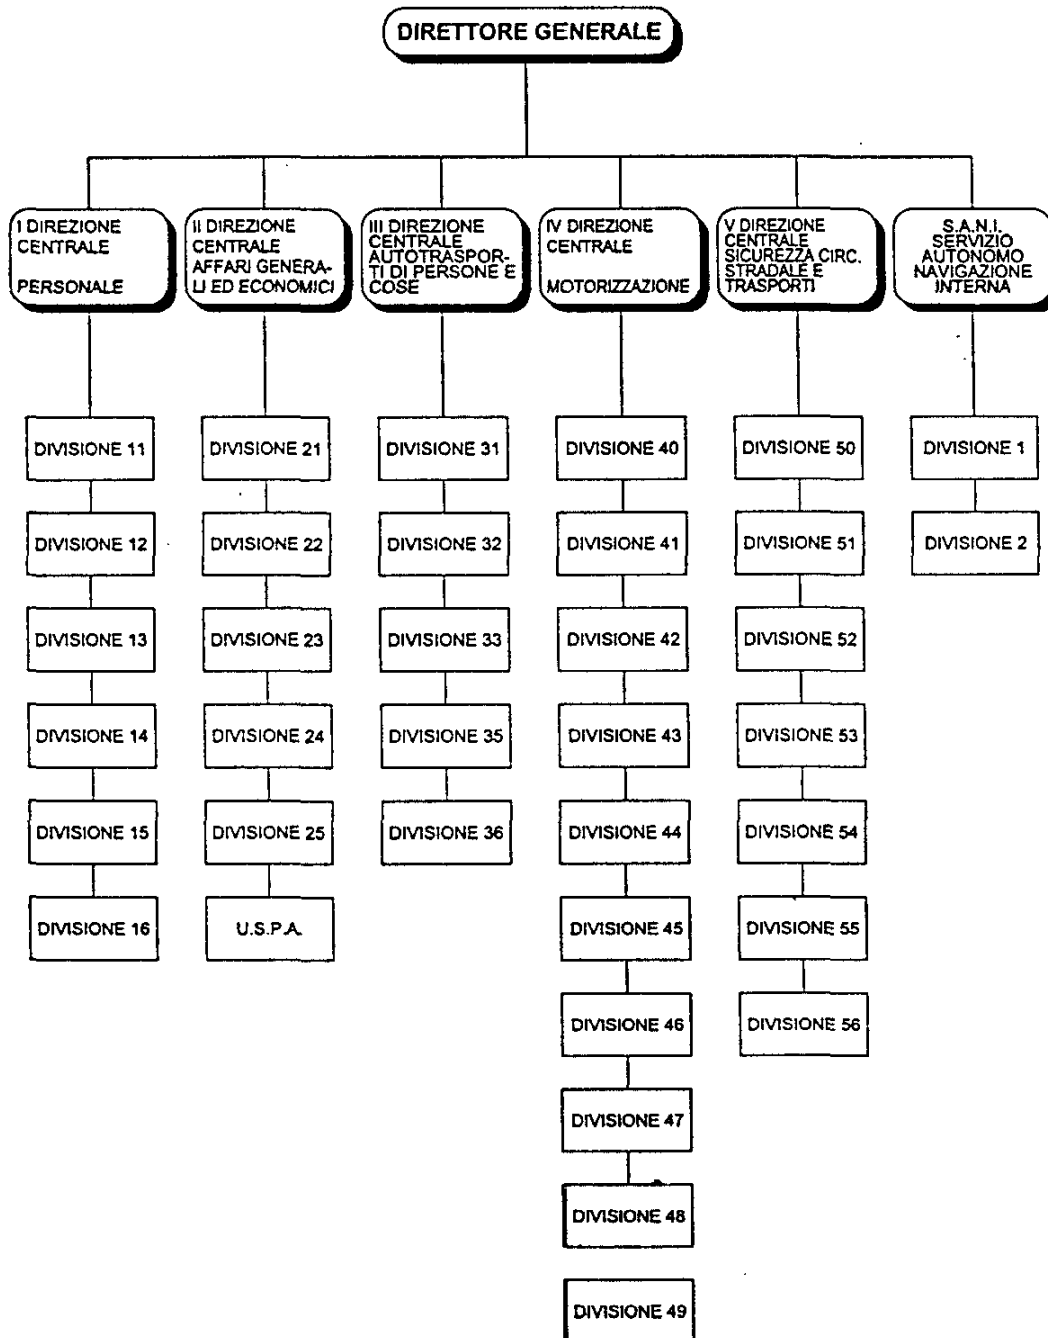 DIRETTORE GENERALE
I DIREZIONE
CENTRALE
PERSONALE
II DIREZIONE
CENTRALE
AFFARI GENERA-
LI ED ECONOMICI
III DIREZIONE
CENTRALE
AUTOTRASPOR-
TI DI PERSONE E
COSE
IV DIREZIONE
CENTRALE
MOTORIZZAZIONE
V DIREZIONE
CENTRALE
SICUREZZA CIRC.
STRADALE E
TRASPORTI
S.A.N.I.
SERVIZIO
AUTONOMO
NAVIGAZIONE
INTERNA
DIVISIONE 11
DIVISIONE 12
DIVISIONE 13
DIVISIONE 14
DIVISIONE 15
DIVISIONE 16
DIVISIONE 21
DIVISIONE 22
DIVISIONE 23
DIVISIONE 24
DIVISIONE 25
U.S.P.A.
DIVISIONE 31
DIVISIONE 32
DIVISIONE 33
DIVISIONE 35
DIVISIONE 36
DIVISIONE 40
DIVISIONE 41
DIVISIONE 42
DIVISIONE 43
DIVISIONE 44
DIVISIONE 45
DIVISIONE 46
DIVISIONE 47
DIVISIONE 48
DIVISIONE 49
DIVISIONE 50
DIVISIONE 51
DIVISIONE 52
DIVISIONE 53
DIVISIONE 54
DIVISIONE 55
DIVISIONE 56
DIVISIONE 1
DIVISIONE 2